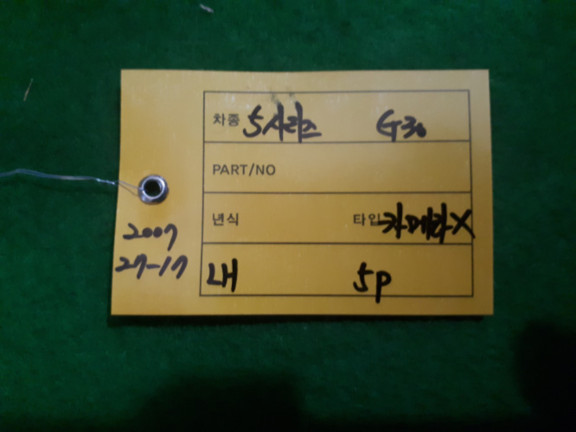 차종 5시리즈 G30
PART/NO
년식 타입 카메라X
LH 5P
2007
27-17